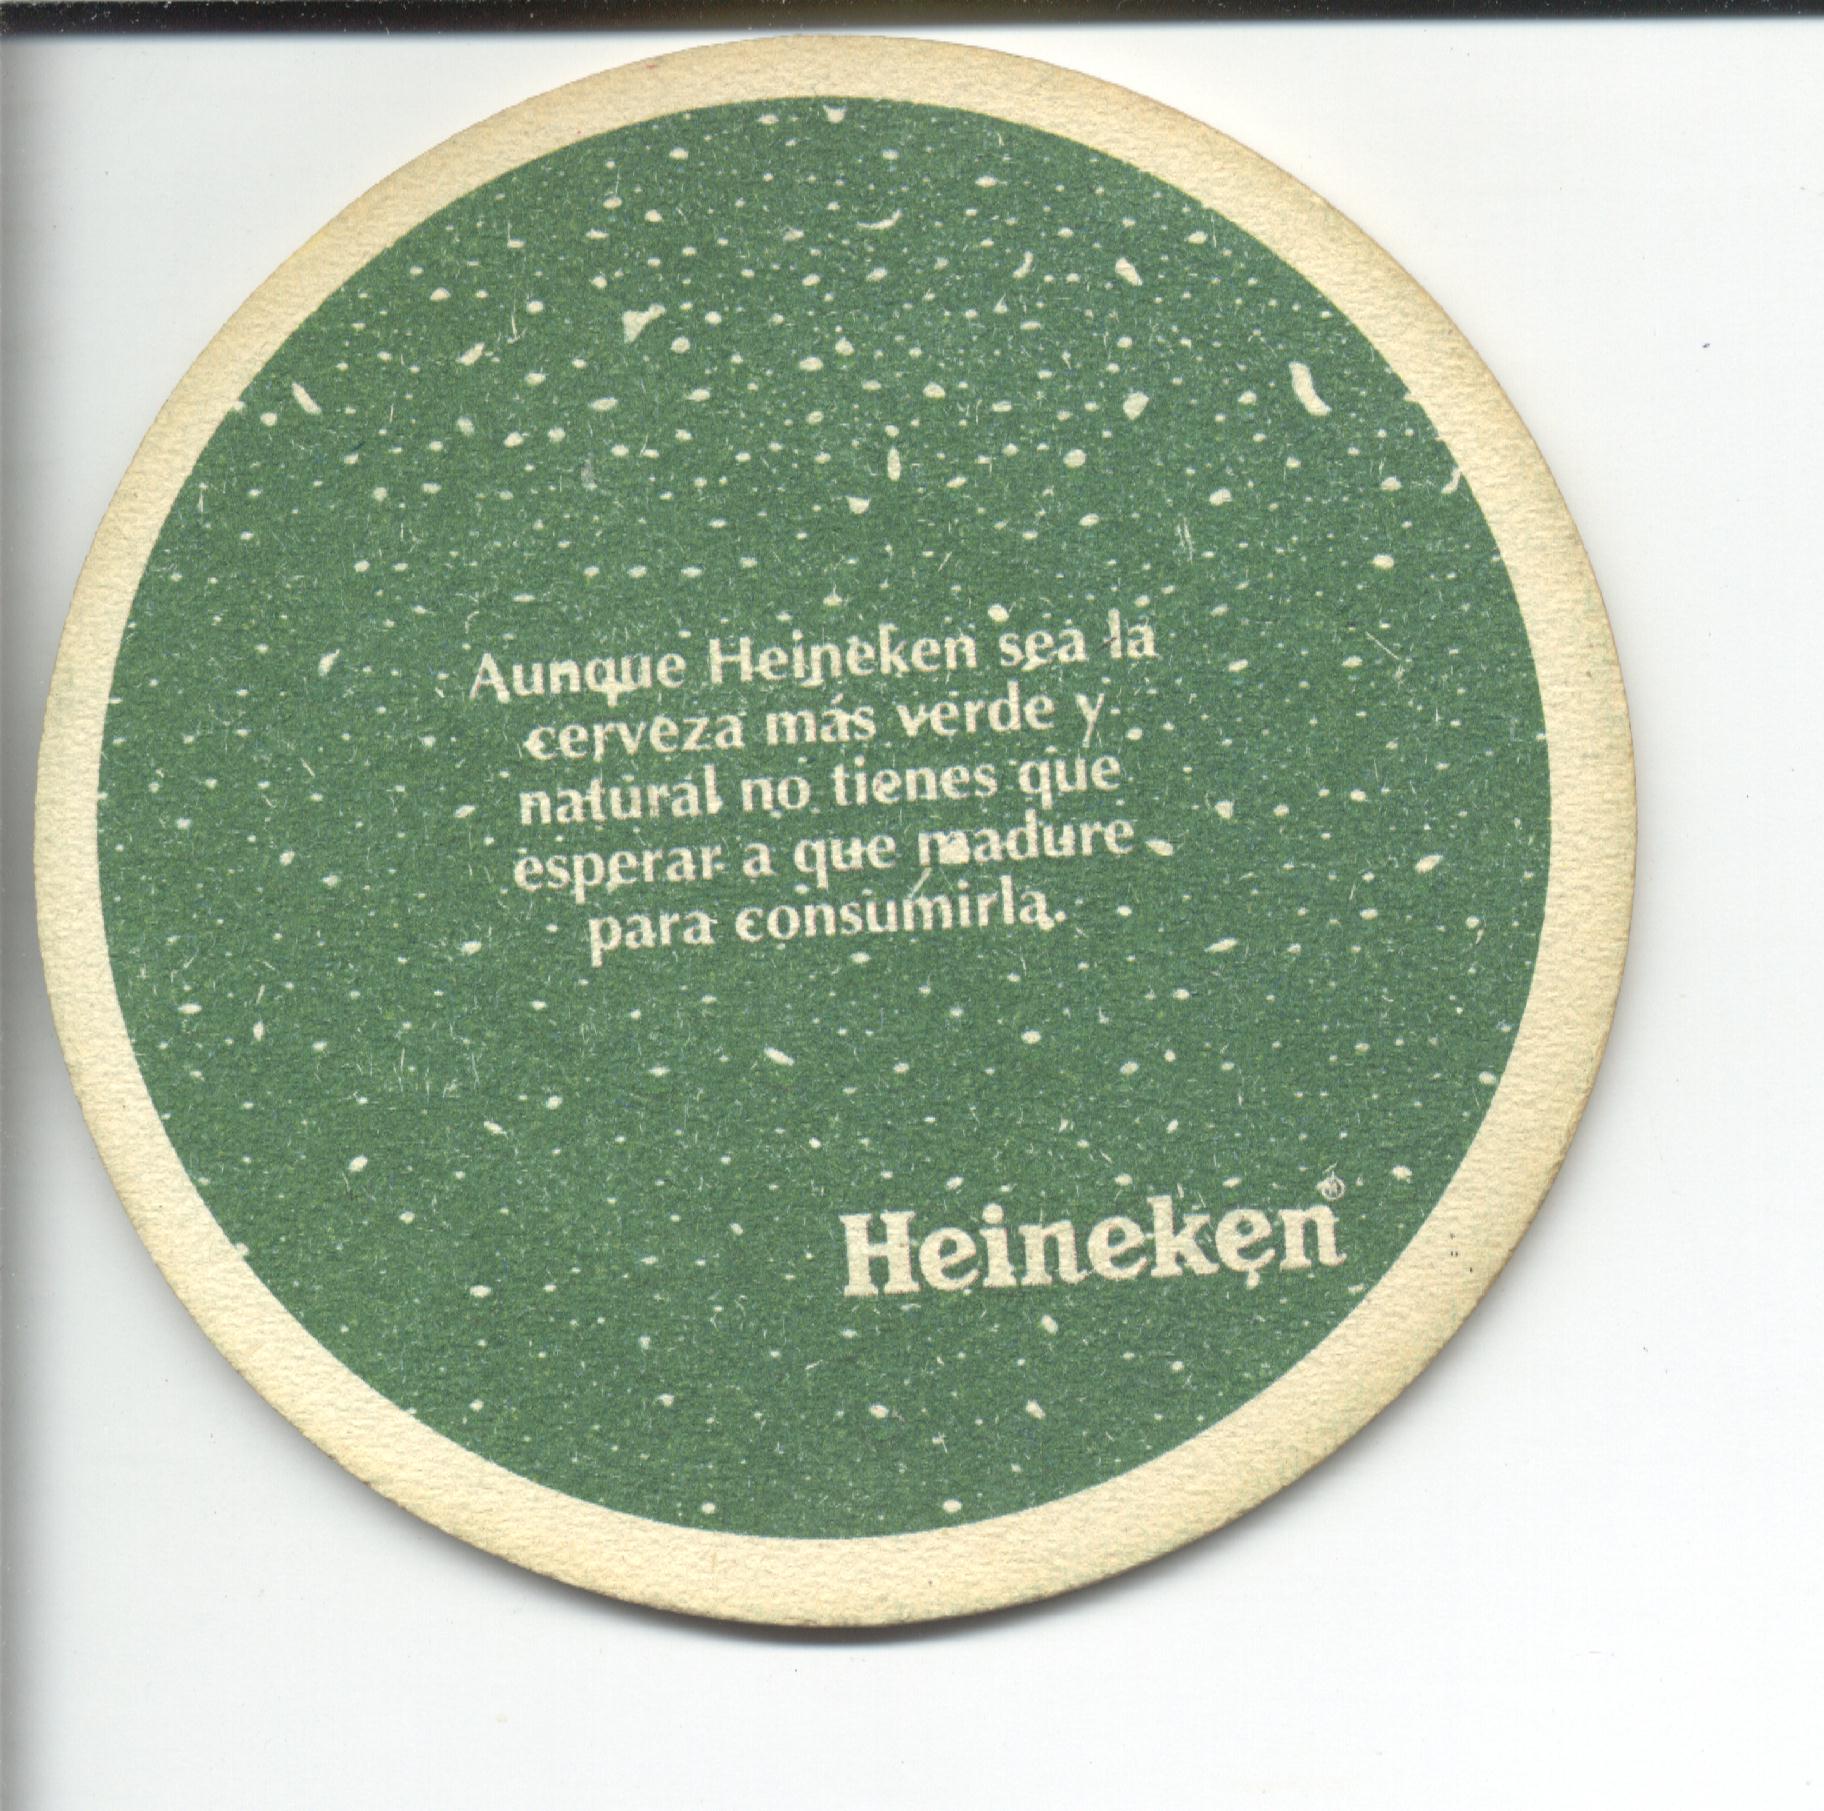 Aunque Heineken sea la
cerveza más verde y
natural no tienes que
esperar a que madure
para consumirla.
Heineken